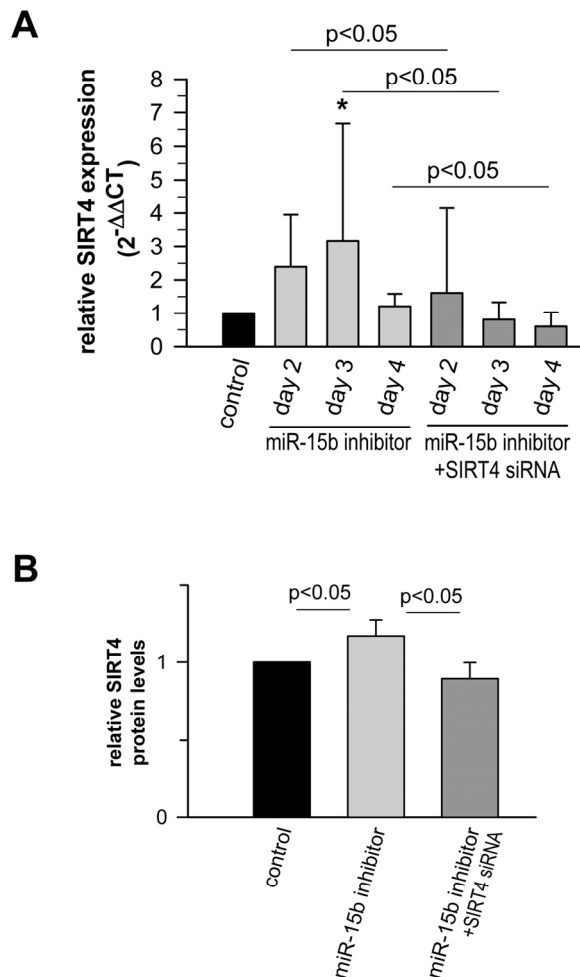 A
p<0.05
p<0.05
p<0.05
*
relative SIRT4 expression
(2^-ΔΔCT)
8
7
6
5
4
3
2
1
0
control
day 2
day 3
day 4
day 2
day 3
day 4
miR-15b inhibitor
miR-15b inhibitor
+SIRT4 siRNA
B
p<0.05
p<0.05
relative SIRT4
protein levels
1
0
control
miR-15b inhibitor
miR-15b inhibitor
+SIRT4 siRNA